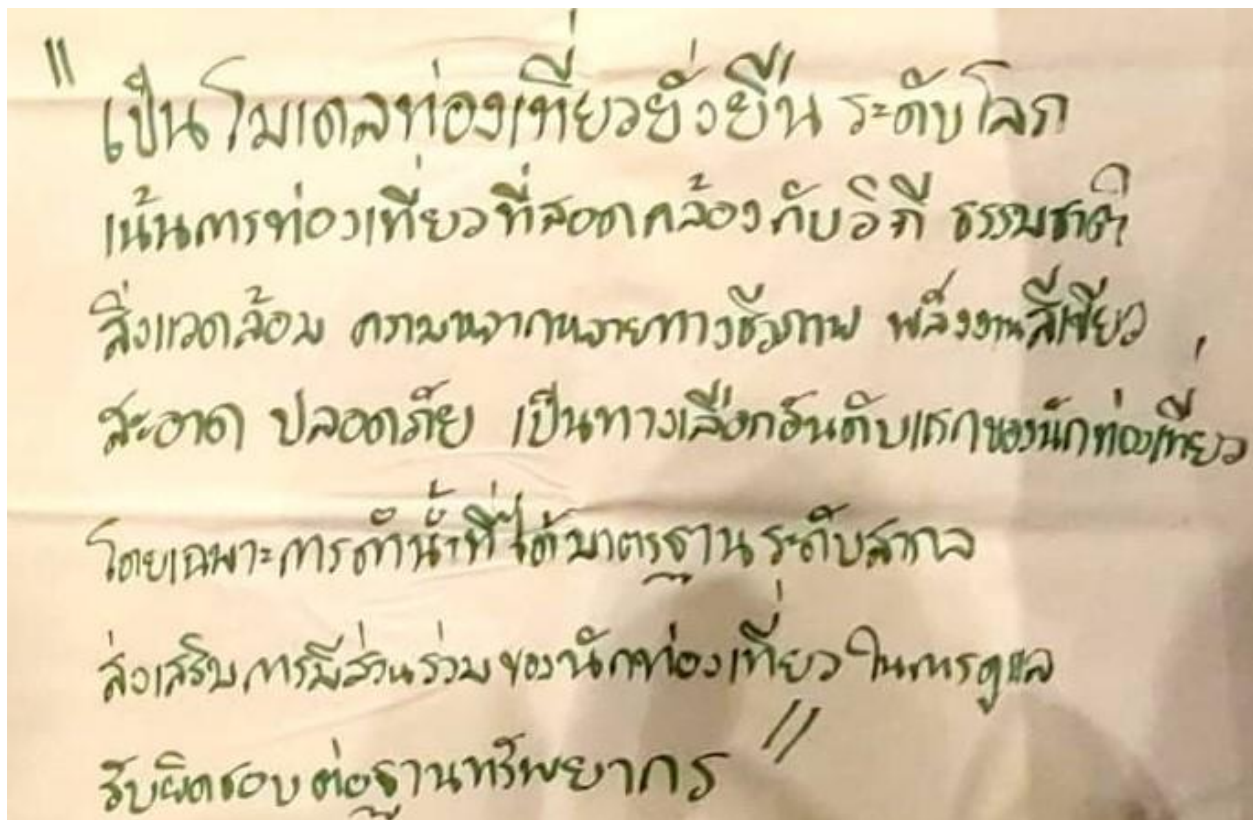 "เป็นโมเดลท่องเที่ยวยั่งยืน ระดับโลก
เน้นการท่องเที่ยวที่สอดคล้องกับวิถี ธรรมชาติ
สิ่งแวดล้อม ความหลากหลายทางชีวภาพ พลังงานสีเขียว
สะอาด ปลอดภัย เป็นทางเลือกอันดับแรกของนักท่องเที่ยว
โดยเฉพาะการดำน้ำที่ได้มาตรฐานระดับสากล
ส่งเสริมการมีส่วนร่วมของนักท่องเที่ยวในการดูแล
รับผิดชอบต่อฐานทรัพยากร"